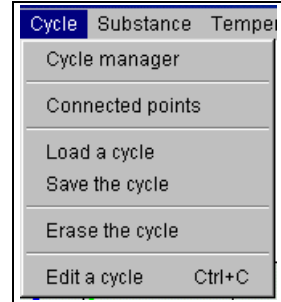 Cycle Substance
Cycle manager
Connected points
Load a cycle
Save the cycle
Erase the cycle
Edit a cycle Ctrl+C